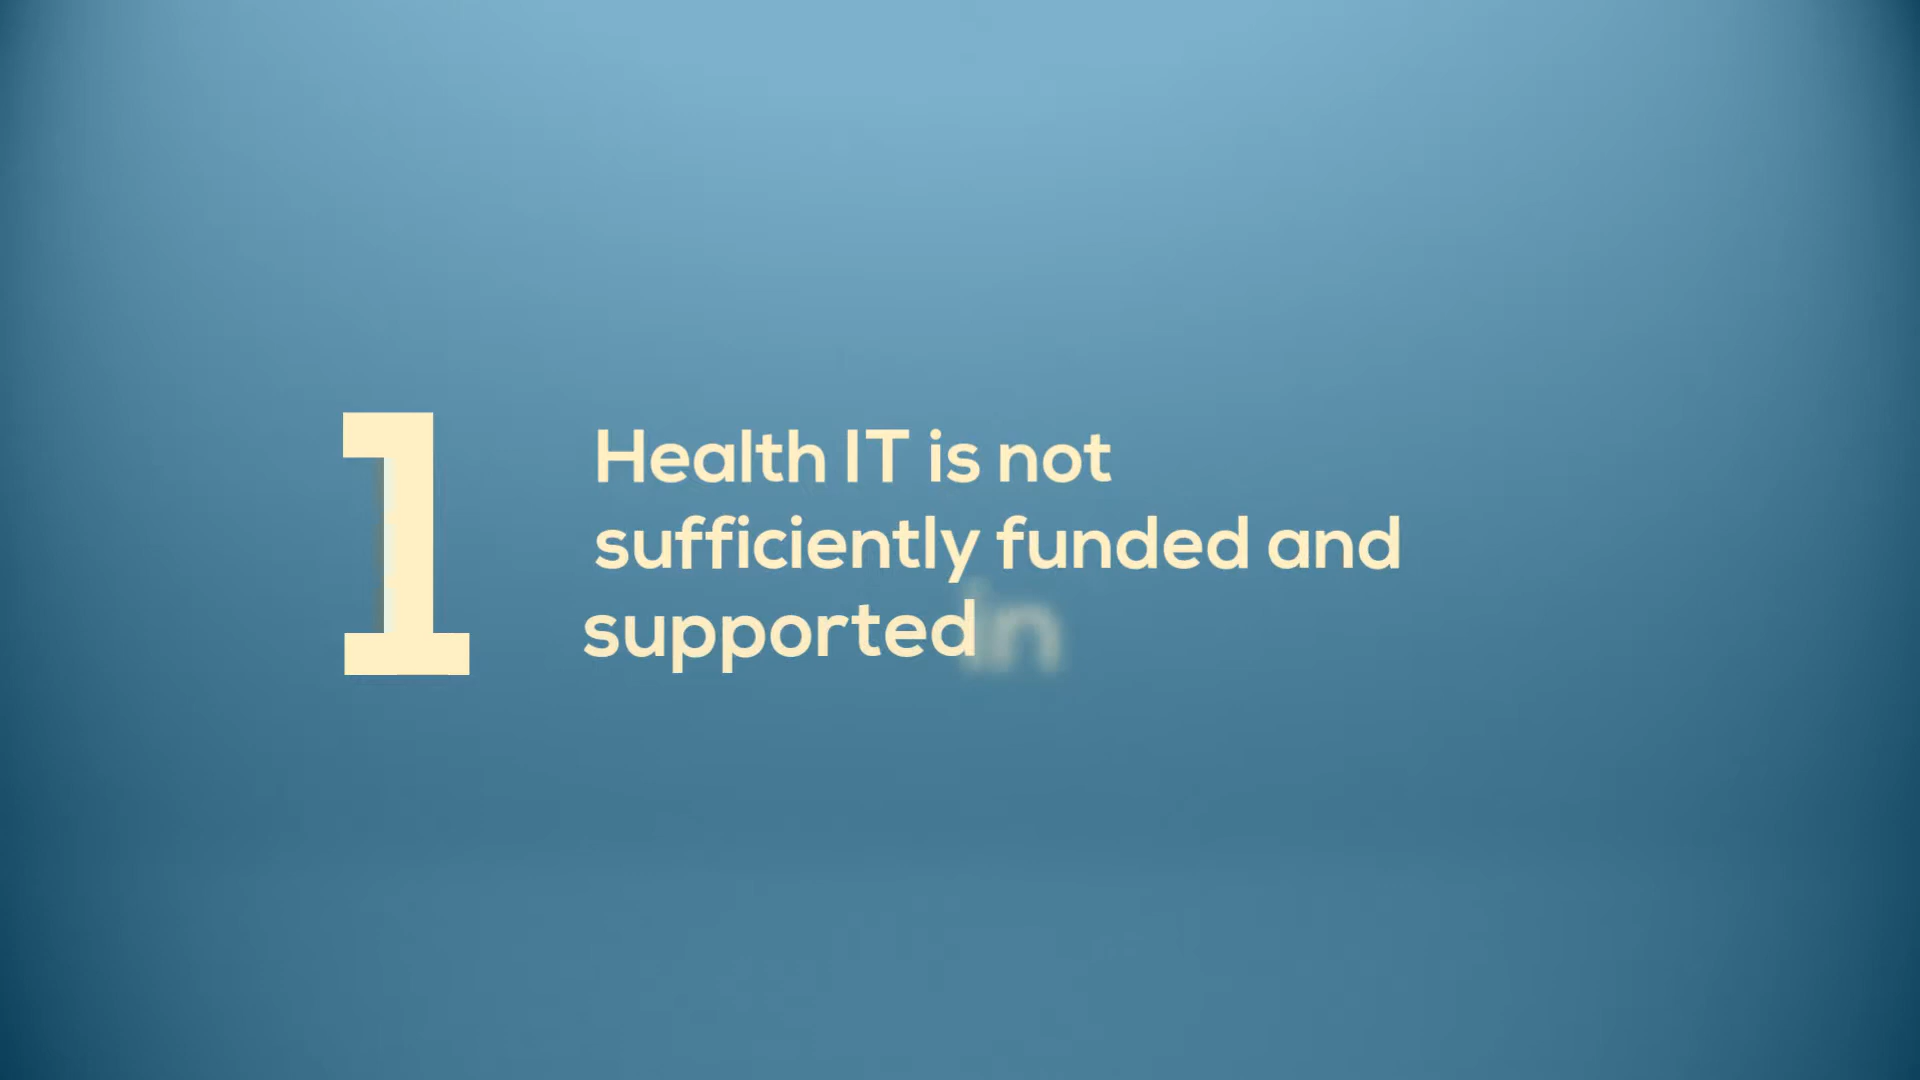 1
Health IT is not
sufficiently funded and
supported in